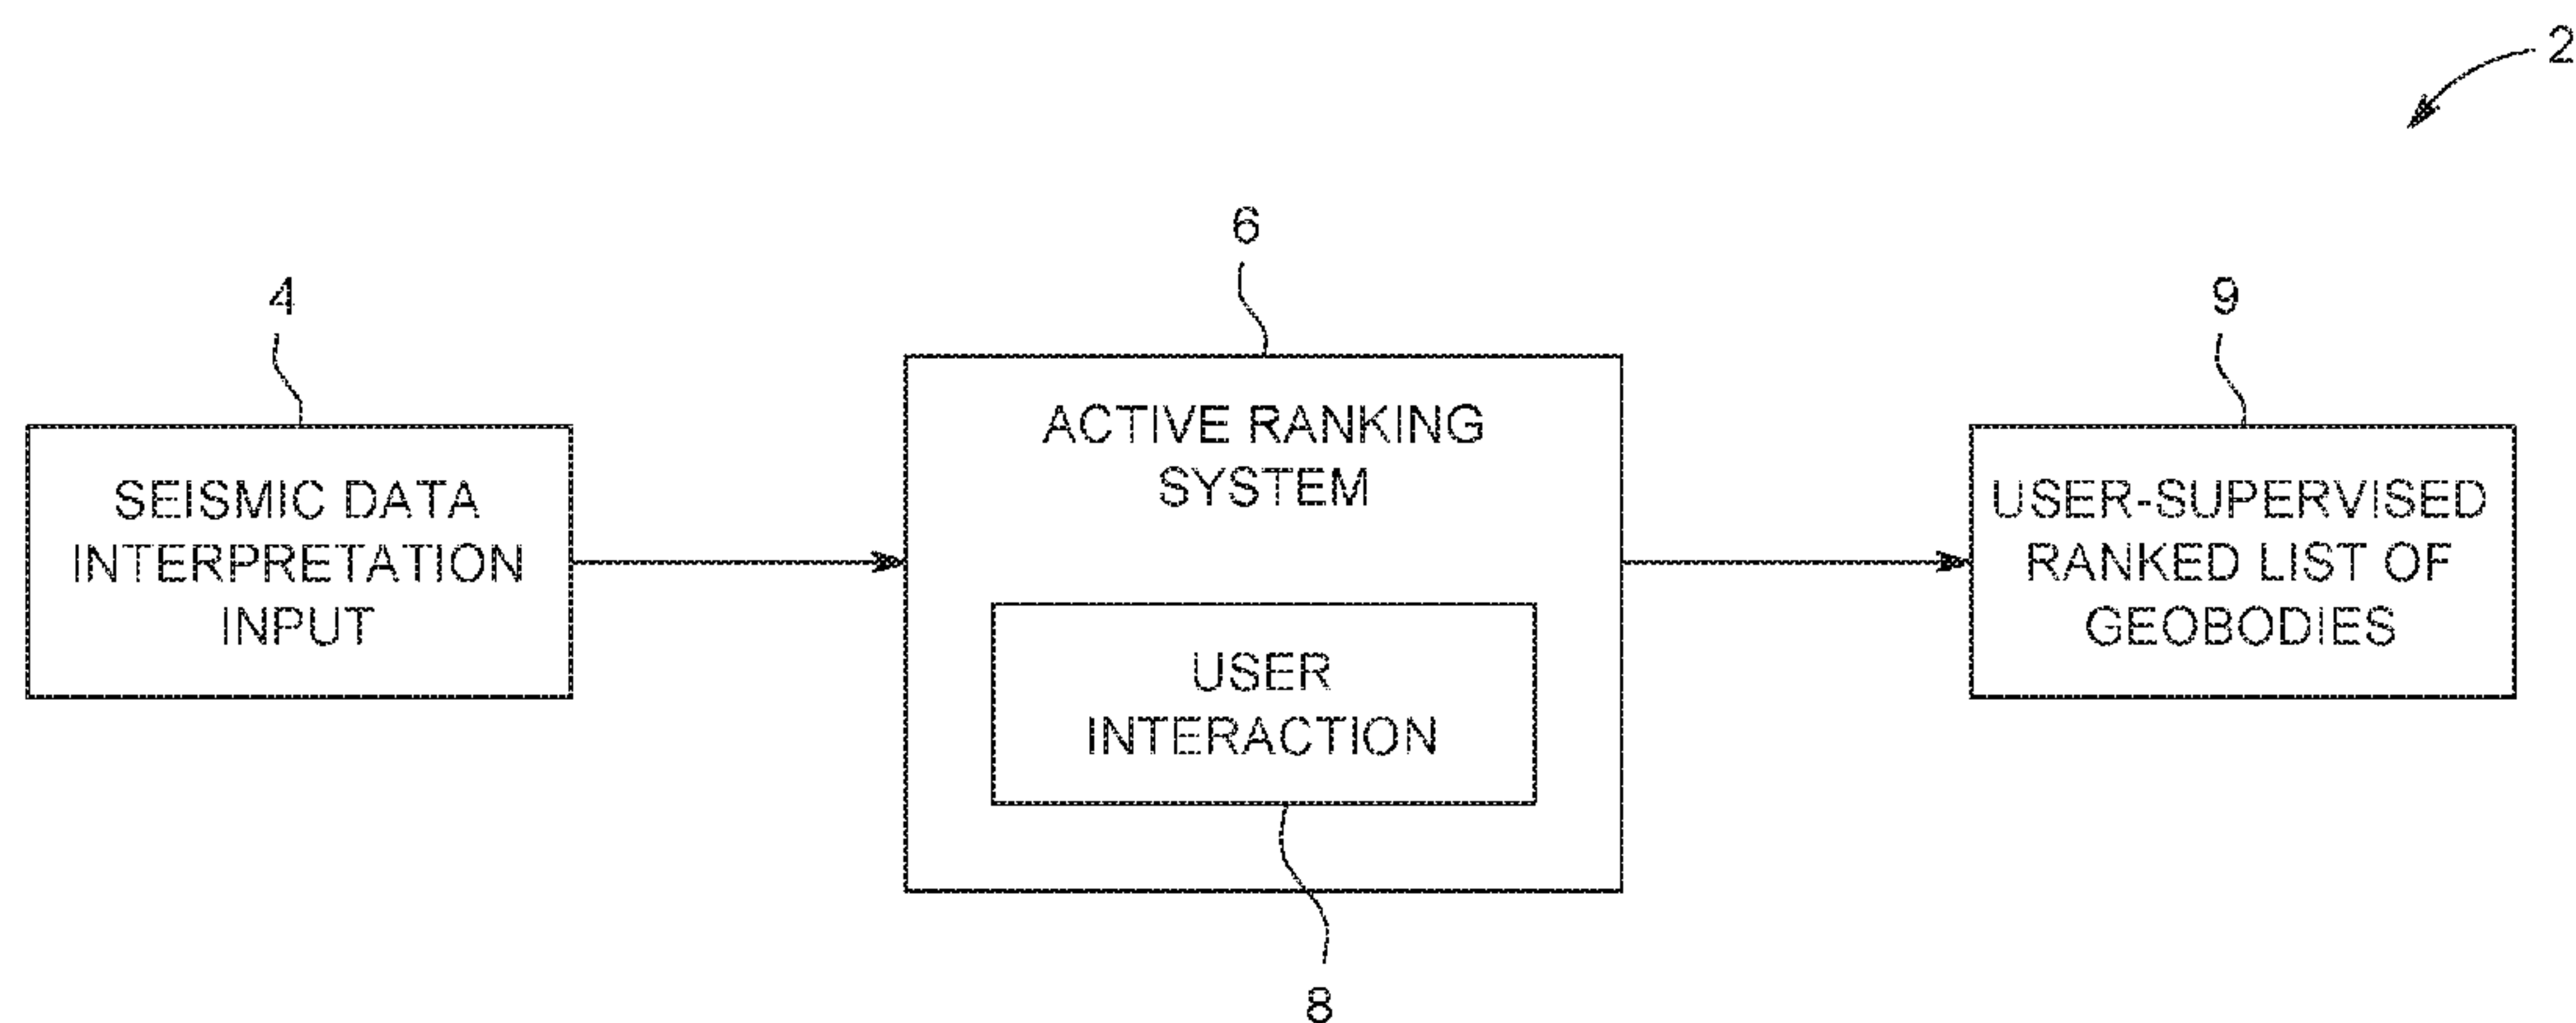 2
4
6
9
SEISMIC DATA
INTERPRETATION
INPUT
ACTIVE RANKING
SYSTEM
USER
INTERACTION
8
USER-SUPERVISED
RANKED LIST OF
GEOBODIES